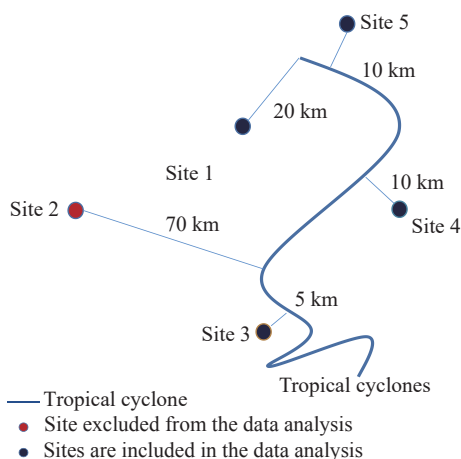 Site 5
10 km
20 km
Site 1
10 km
Site 2
70 km
Site 4
5 km
Site 3
Tropical cyclones
Tropical cyclone
Site excluded from the data analysis
Sites are included in the data analysis